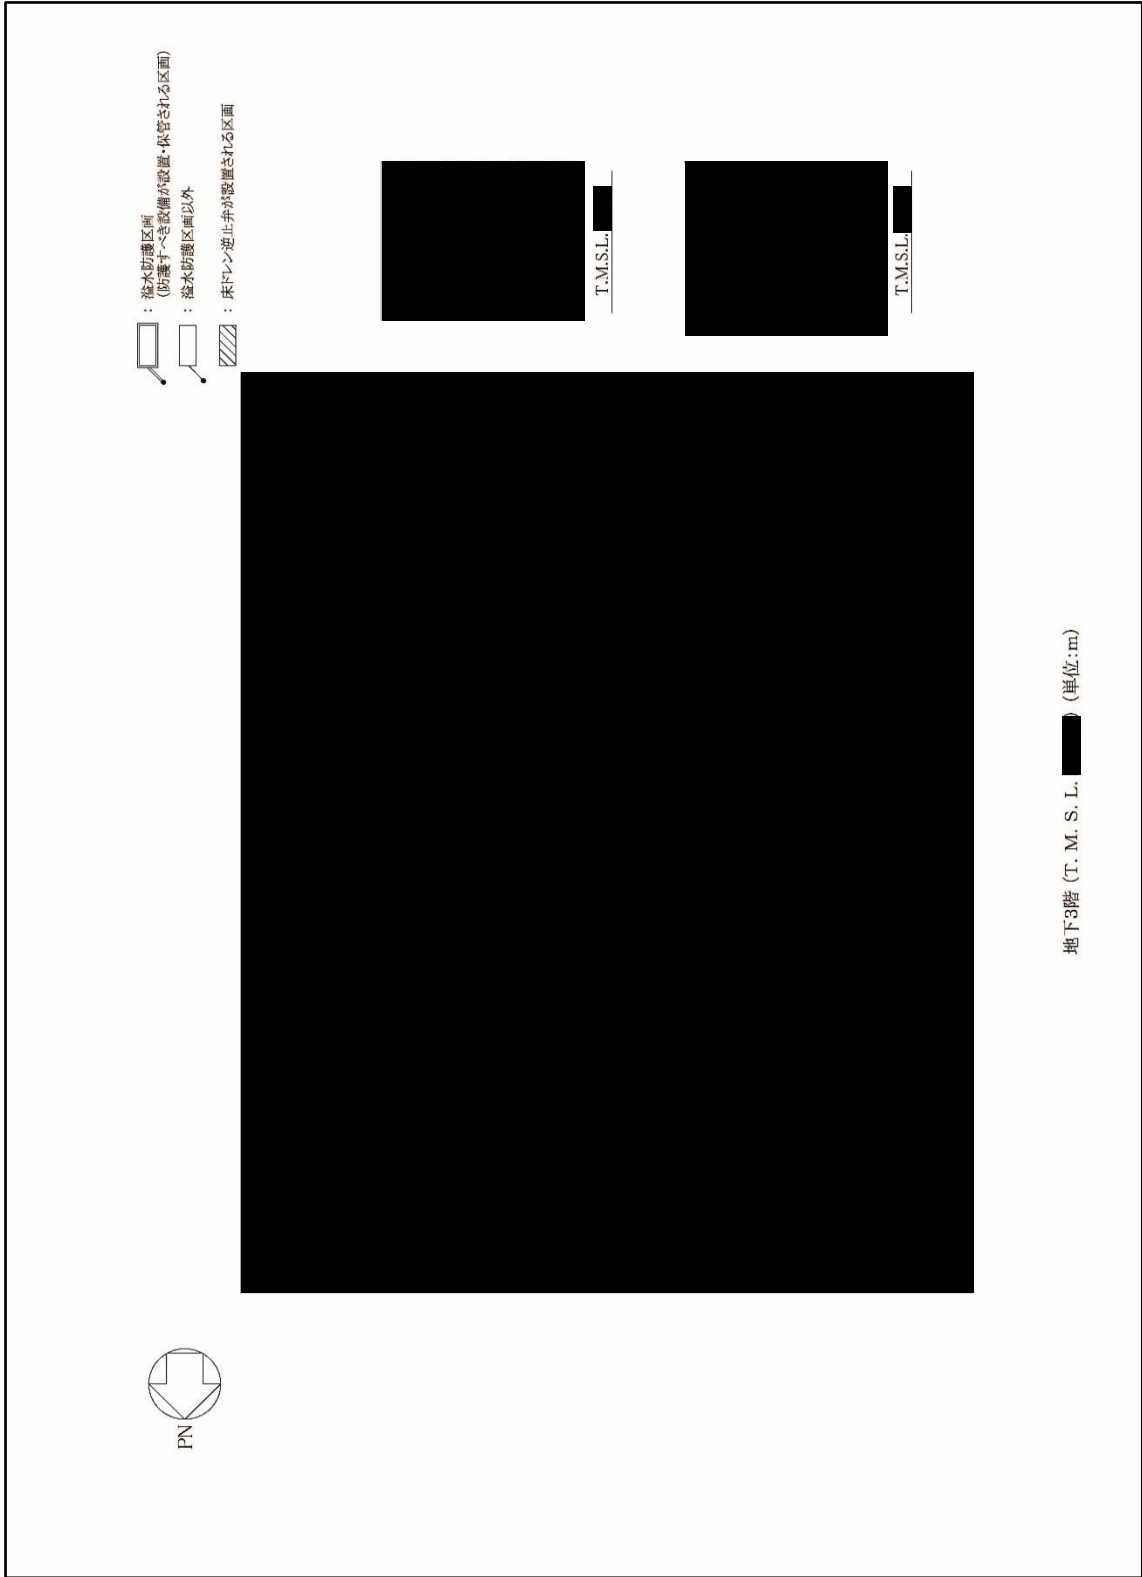 ： 溢水防護区画
(防護すべき設備が設置・保管される区画)
： 溢水防護区画以外
： 床ドレン逆止弁が設置される区画
T.M.S.L.
T.M.S.L.
PN
地下3階 (T. M. S. L. ) (単位:m)